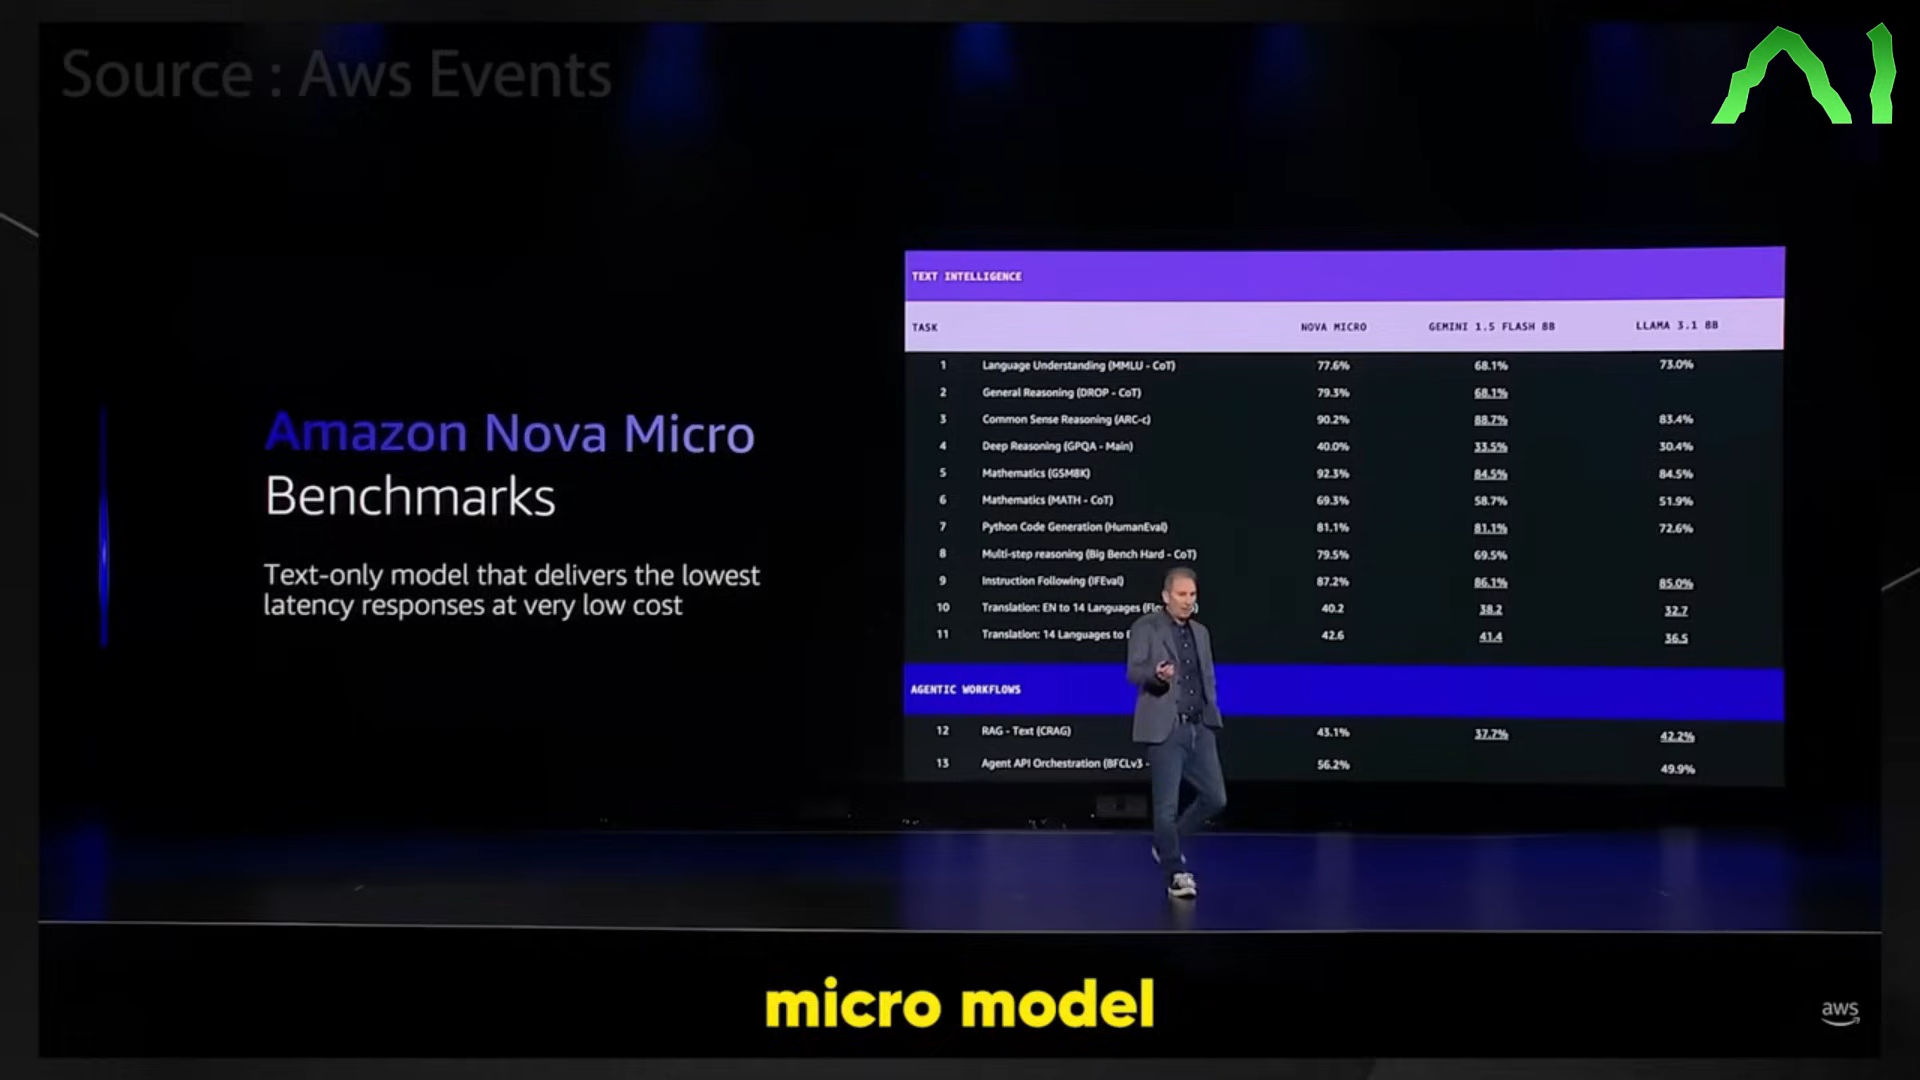 Source : Aws Events
AI
Amazon Nova Micro
Benchmarks
Text-only model that delivers the lowest
latency responses at very low cost
TEXT INTELLIGENCE
TASK NOVA MICRO GEMINI 1.5 FLASH 8B LLAMA 3.1 8B
1 Language Understanding (MMLU - CoT) 77.6% 68.1% 73.0%
2 General Reasoning (DROP - CoT) 79.3% 68.1%
3 Common Sense Reasoning (ARC-c) 90.2% 88.7% 83.4%
4 Deep Reasoning (GPQA - Main) 40.0% 33.5% 30.4%
5 Mathematics (GSM8K) 92.3% 84.5% 84.5%
6 Mathematics (MATH - CoT) 69.3% 58.7% 51.9%
7 Python Code Generation (HumanEval) 81.1% 81.1% 72.6%
8 Multi-step reasoning (Big Bench Hard - CoT) 79.5% 69.5%
9 Instruction Following (IFEval) 87.2% 86.1% 85.0%
10 Translation: EN to 14 Languages 40.2 38.2 32.7
11 Translation: 14 Languages to 42.6 41.4 36.5
AGENTIC WORKFLOWS
12 RAG - Text (CRAG) 43.1% 37.7% 42.2%
13 Agent API Orchestration (BFCLv3 - 56.2% 49.9%
micro model
aws